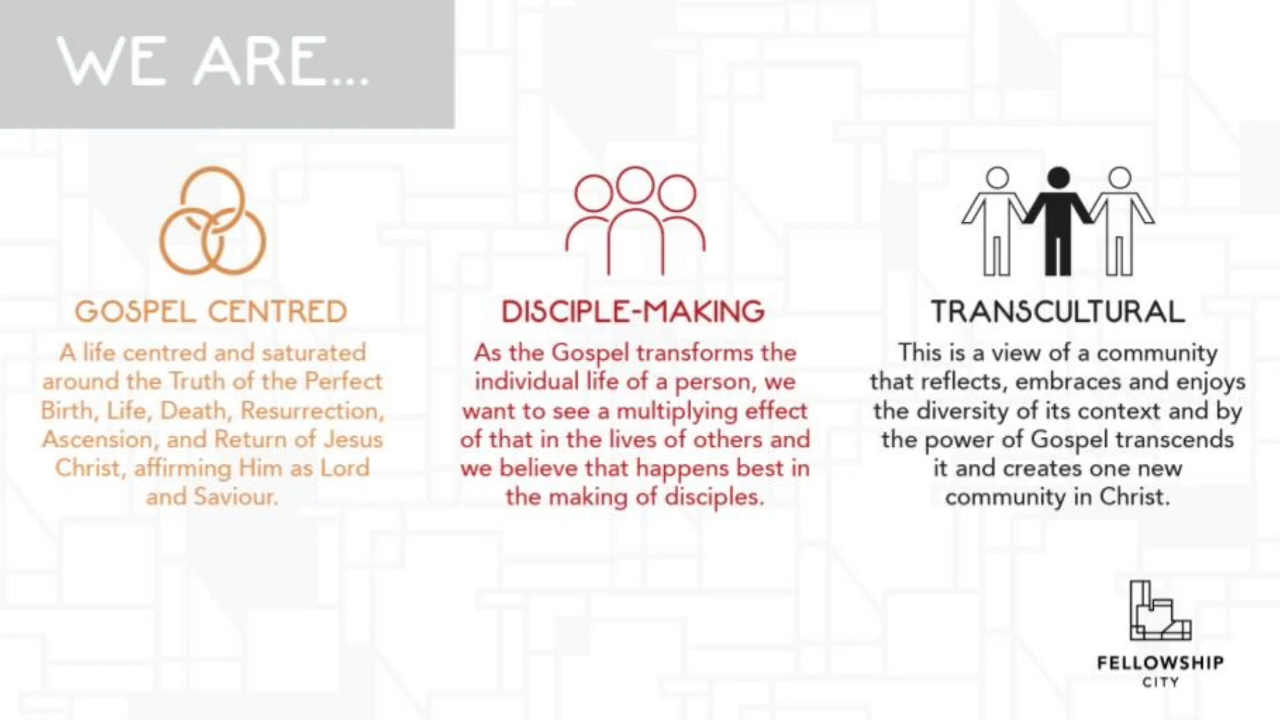 WE ARE...
GOSPEL CENTRED
A life centred and saturated
around the Truth of the Perfect
Birth, Life, Death, Resurrection,
Ascension, and Return of Jesus
Christ, affirming Him as Lord
and Saviour.
DISCIPLE-MAKING
As the Gospel transforms the
individual life of a person, we
want to see a multiplying effect
of that in the lives of others and
we believe that happens best in
the making of disciples.
TRANSCULTURAL
This is a view of a community
that reflects, embraces and enjoys
the diversity of its context and by
the power of Gospel transcends
it and creates one new
community in Christ.
FELLOWSHIP
CITY